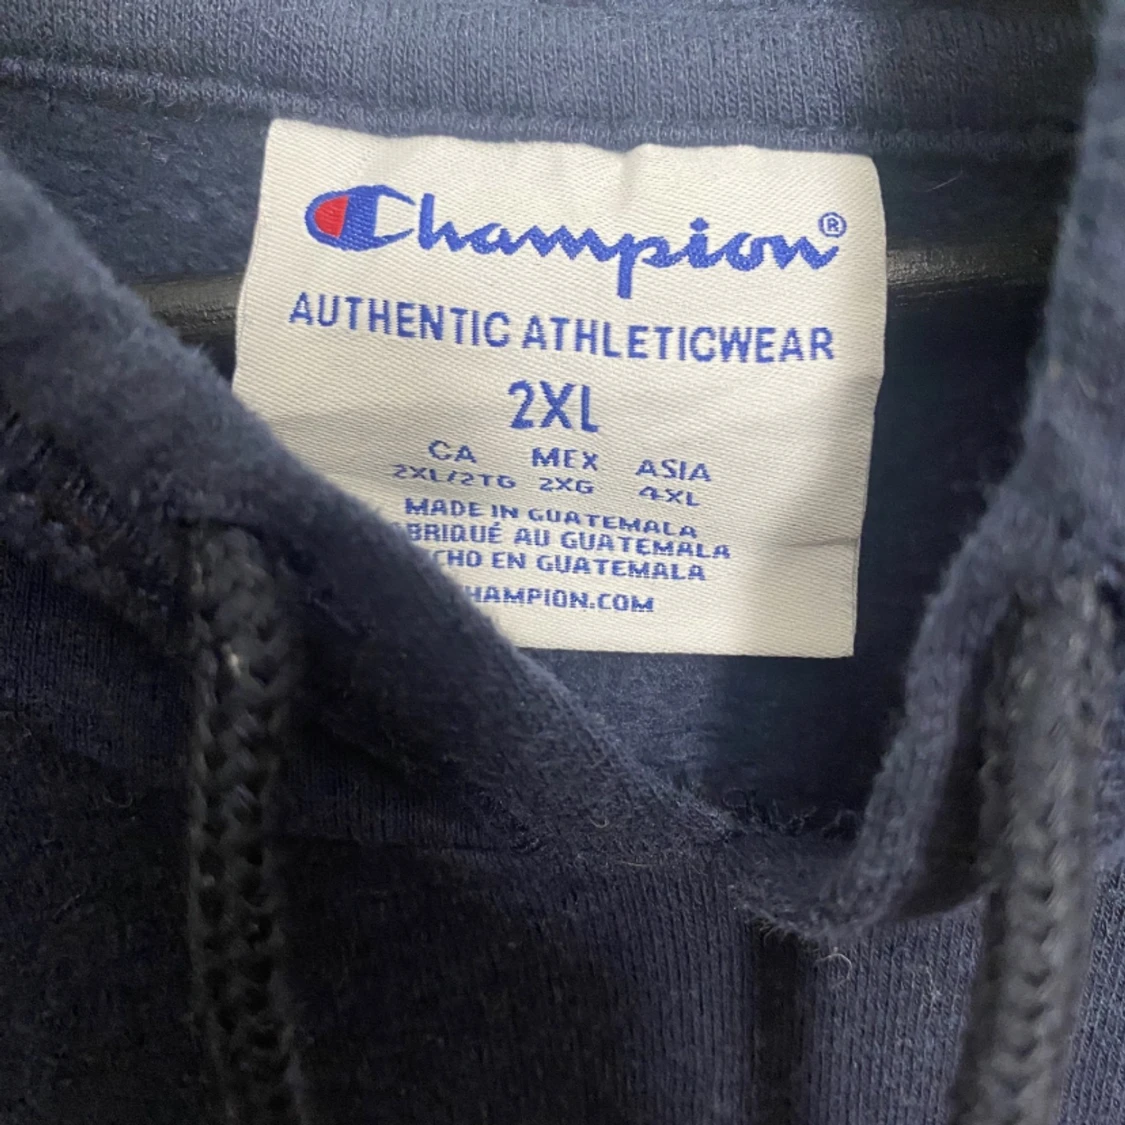 Champion®
AUTHENTIC ATHLETICWEAR
2XL
CA MEX ASIA
2XL/2TG 2XG 4XL
MADE IN GUATEMALA
BRIQUÉ AU GUATEMALA
CHO EN GUATEMALA
HAMPION.COM